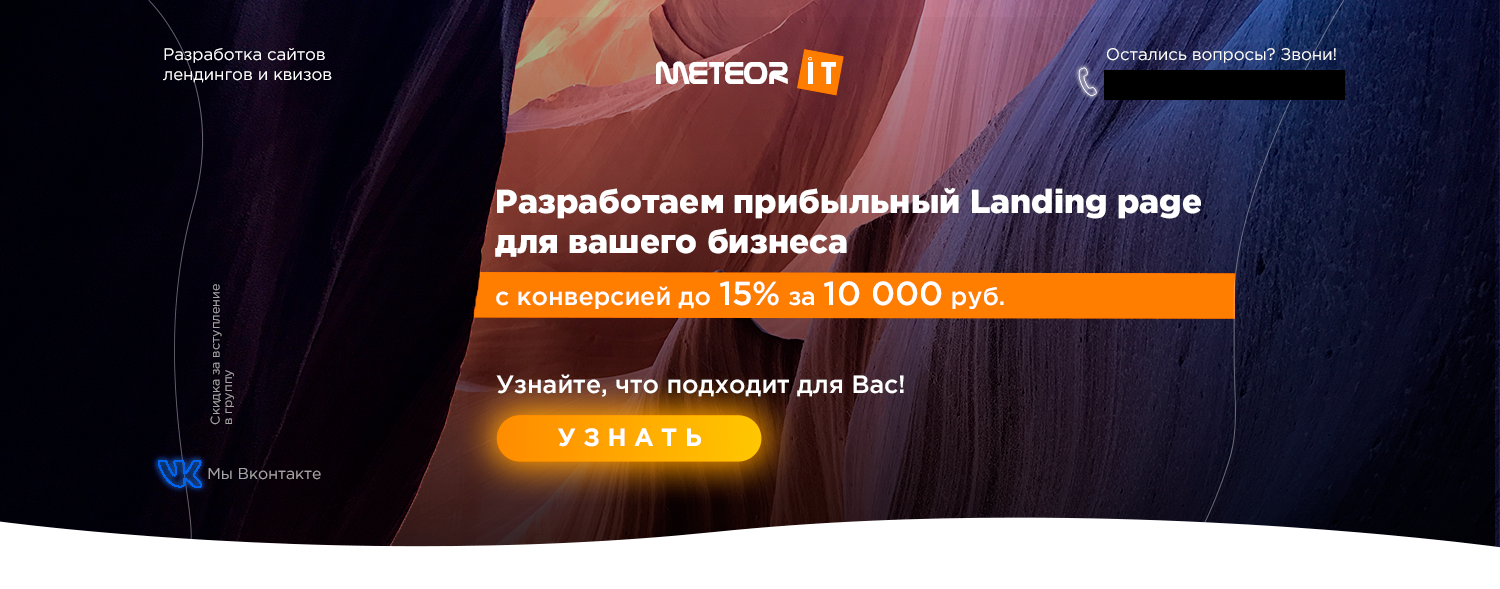 Разработка сайтов
лендингов и квизов
METEOR iT
Остались вопросы? Звони!
Разработаем прибыльный Landing page
для вашего бизнеса
с конверсией до 15% за 10 000 руб.
Узнайте, что подходит для Вас!
УЗНАТЬ
Скидка за вступление
в группу
Мы Вконтакте